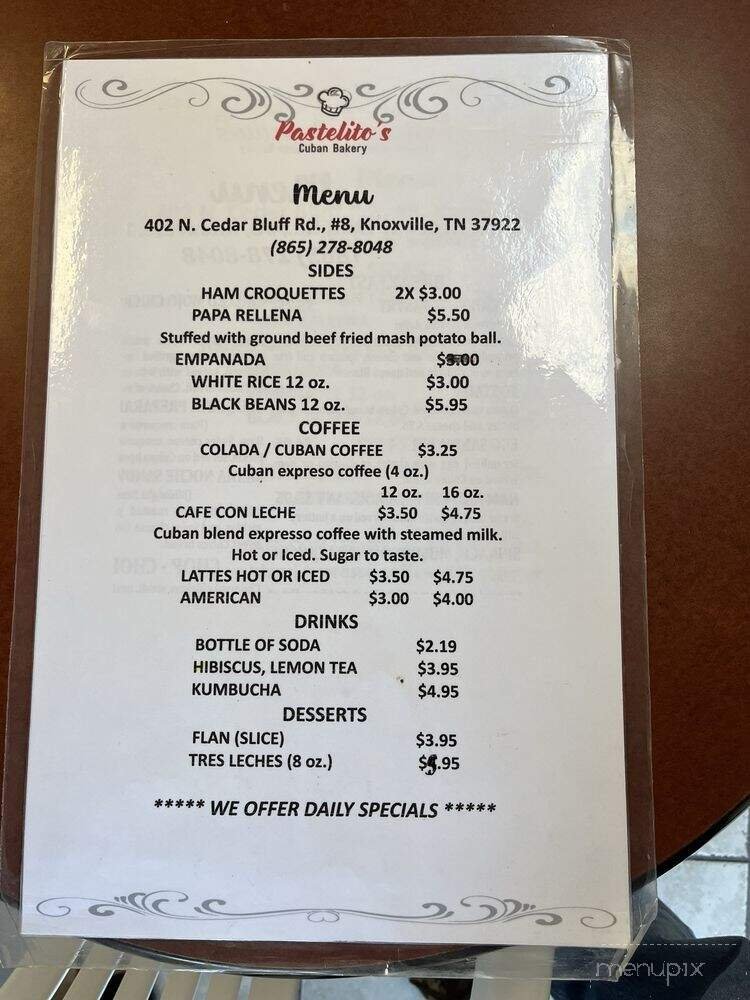 Pastelito's
Cuban Bakery
Menu
402 N. Cedar Bluff Rd., #8, Knoxville, TN 37922
(865) 278-8048
SIDES
HAM CROQUETTES 2X $3.00
PAPA RELLENA $5.50
Stuffed with ground beef fried mash potato ball.
EMPANADA
WHITE RICE 12 oz. $3.00
BLACK BEANS 12 oz. $5.95
COFFEE
COLADA / CUBAN COFFEE $3.25
Cuban expreso coffee (4 oz.)
12 oz. 16 oz.
CAFE CON LECHE $3.50 $4.75
Cuban blend expresso coffee with steamed milk.
Hot or Iced. Sugar to taste.
LATTES HOT OR ICED $3.50 $4.75
AMERICAN $3.00 $4.00
DRINKS
BOTTLE OF SODA $2.19
HIBISCUS, LEMON TEA $3.95
KUMBUCHA $4.95
DESSERTS
FLAN (SLICE) $3.95
TRES LECHES (8 oz.)
***** WE OFFER DAILY SPECIALS *****
menupix